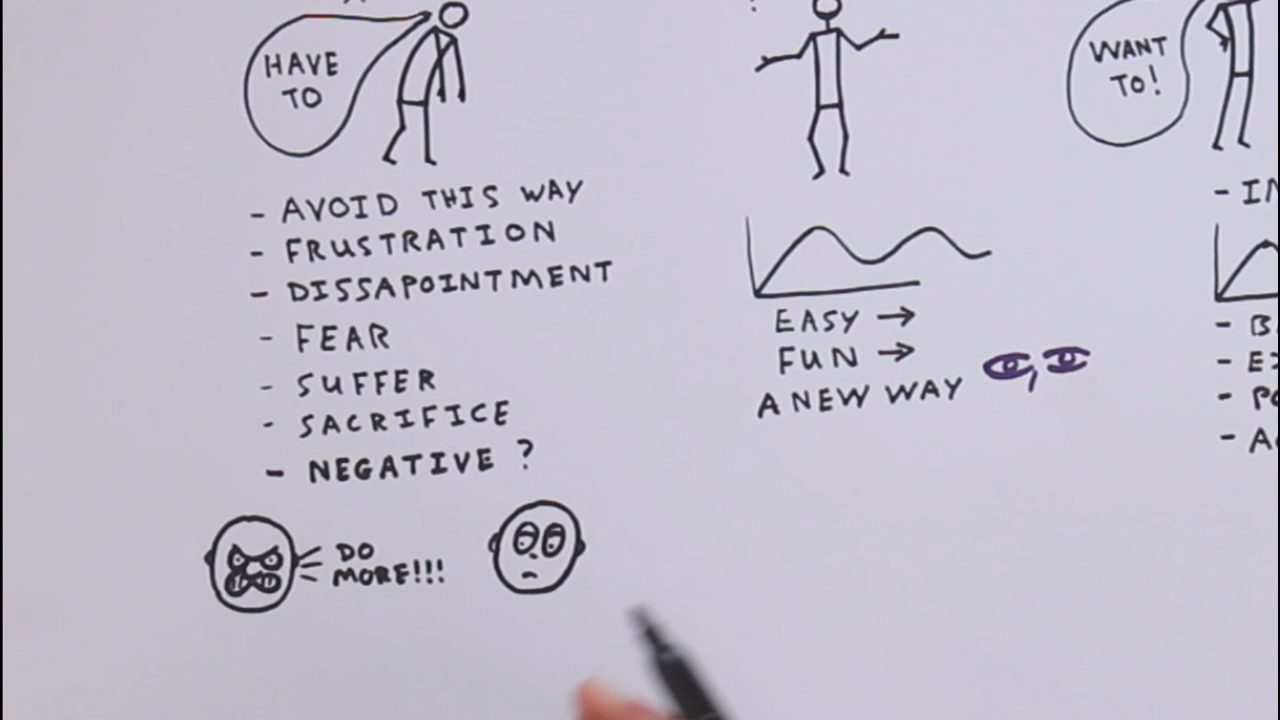 HAVE
TO
- AVOID THIS WAY
- FRUSTRATION
- DISSAPOINTMENT
- FEAR
- SUFFER
- SACRIFICE
- NEGATIVE ?
DO
MORE!!!
EASY →
FUN →
A NEW WAY
WANT
TO!